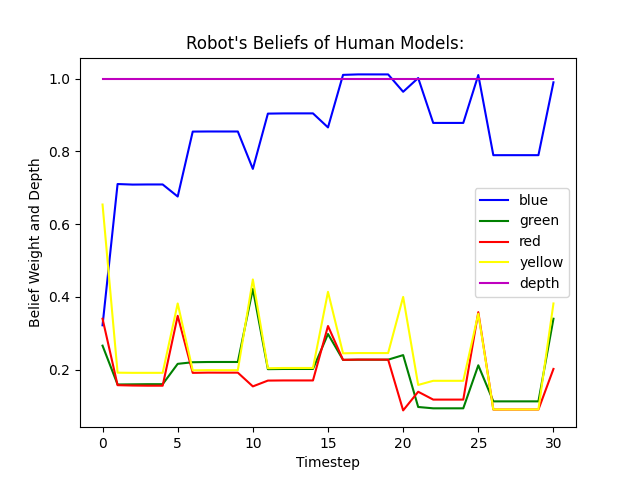 Robot's Beliefs of Human Models:
Belief Weight and Depth
1.0
0.8
0.6
0.4
0.2
blue
green
red
yellow
depth
0 5 10 15 20 25 30
Timestep